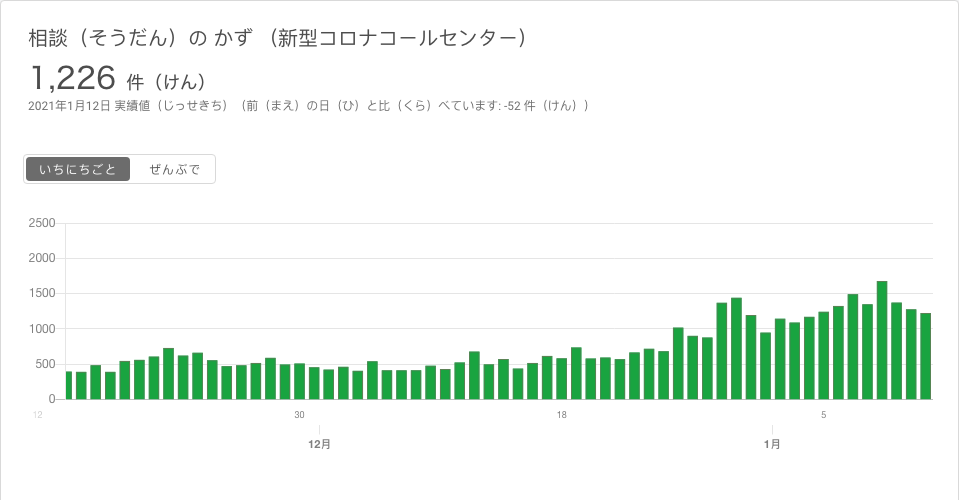 相談（そうだん）の かず （新型コロナコールセンター）
1,226 件（けん）
2021年1月12日 実績値（じっせきち）（前（まえ）の日（ひ）と比（くら）べています: -52 件（けん））
いちにちごと ぜんぶで
2500
2000
1500
1000
500
0
12 30 18 5
12月 1月